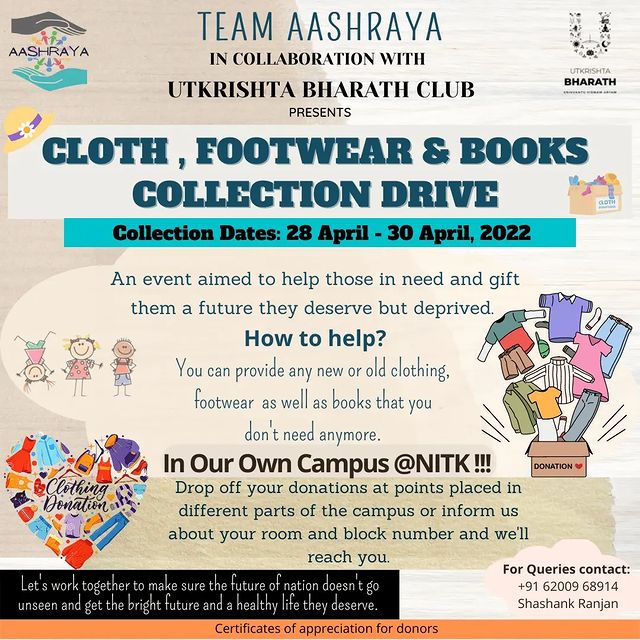 AASHRAYA
TEAM AASHRAYA
IN COLLABORATION WITH
UTKRISHTA BHARATH CLUB
PRESENTS
UTKRISHTA
BHARATH
CLOTH , FOOTWEAR & BOOKS
COLLECTION DRIVE
CLOTH
Collection Dates: 28 April - 30 April, 2022
An event aimed to help those in need and gift
them a future they deserve but deprived.
How to help?
You can provide any new or old clothing,
footwear as well as books that you
don't need anymore.
DONATION
In Our Own Campus @NITK !!!
Clothing
Donation
Drop off your donations at points placed in
different parts of the campus or inform us
about your room and block number and we'll
reach you.
Let's work together to make sure the future of nation doesn't go
unseen and get the bright future and a healthy life they deserve.
For Queries contact:
+91 62009 68914
Shashank Ranjan
Certificates of appreciation for donors